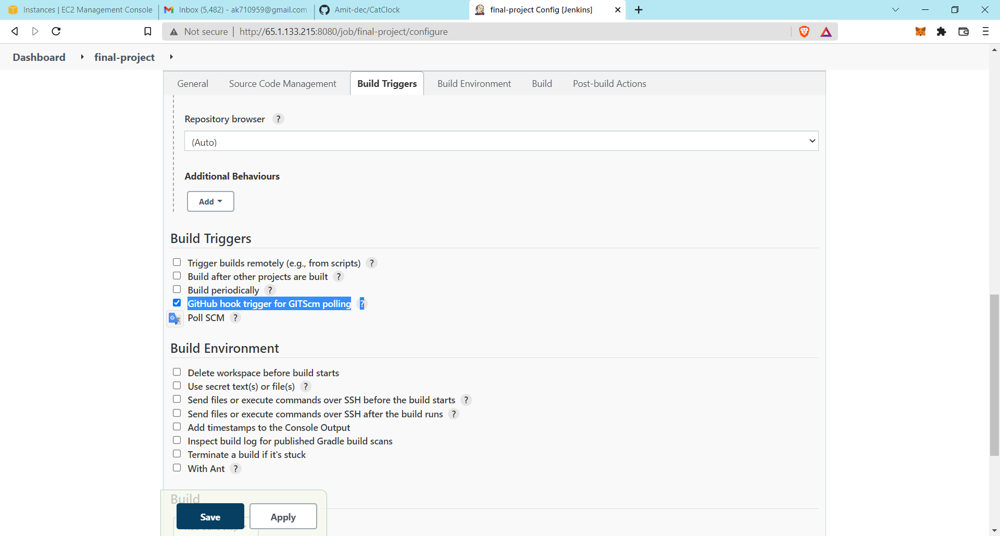 Instances | EC2 Management Console
Inbox (5,482) - ak710959@gmail.com
Amit-dec/CatClock
final-project Config [Jenkins]
Not secure
http://65.1.133.215:8080/job/final-project/configure
Dashboard
final-project
General
Source Code Management
Build Triggers
Build Environment
Build
Post-build Actions
Repository browser ?
(Auto)
Additional Behaviours
Add
Build Triggers
Trigger builds remotely (e.g., from scripts) ?
Build after other projects are built ?
Build periodically ?
GitHub hook trigger for GITScm polling ?
Poll SCM ?
Build Environment
Delete workspace before build starts
Use secret text(s) or file(s) ?
Send files or execute commands over SSH before the build starts ?
Send files or execute commands over SSH after the build runs ?
Add timestamps to the Console Output
Inspect build log for published Gradle build scans
Terminate a build if it's stuck
With Ant ?
Build
Save
Apply